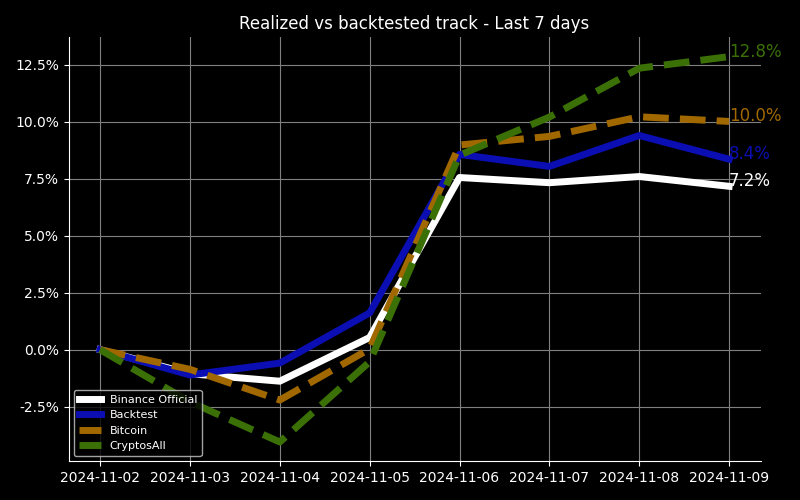 Realized vs backtested track - Last 7 days
12.5%
10.0%
7.5%
5.0%
2.5%
0.0%
-2.5%
12.8%
10.0%
8.4%
7.2%
Binance Official
Backtest
Bitcoin
CryptosAll
2024-11-02 2024-11-03 2024-11-04 2024-11-05 2024-11-06 2024-11-07 2024-11-08 2024-11-09